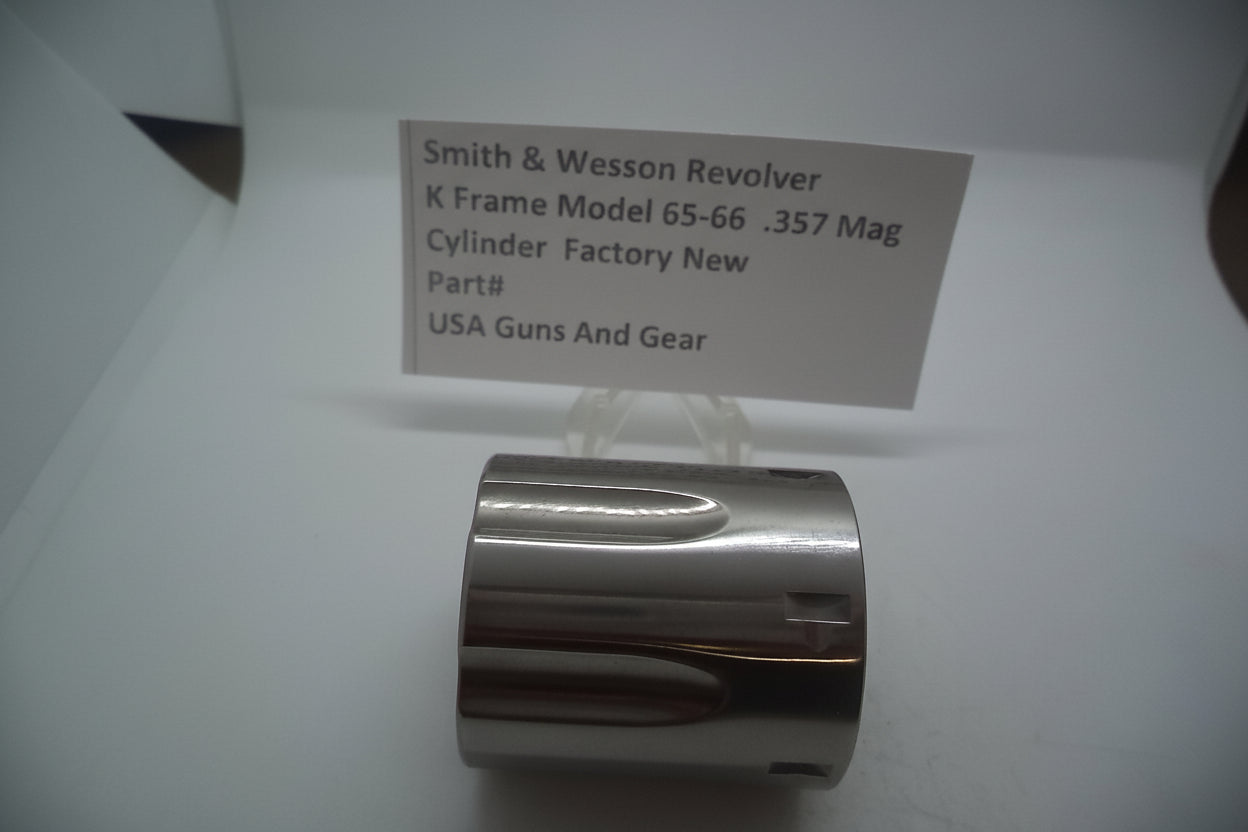 Smith & Wesson Revolver
K Frame Model 65-66 .357 Mag
Cylinder Factory New
Part#
USA Guns And Gear